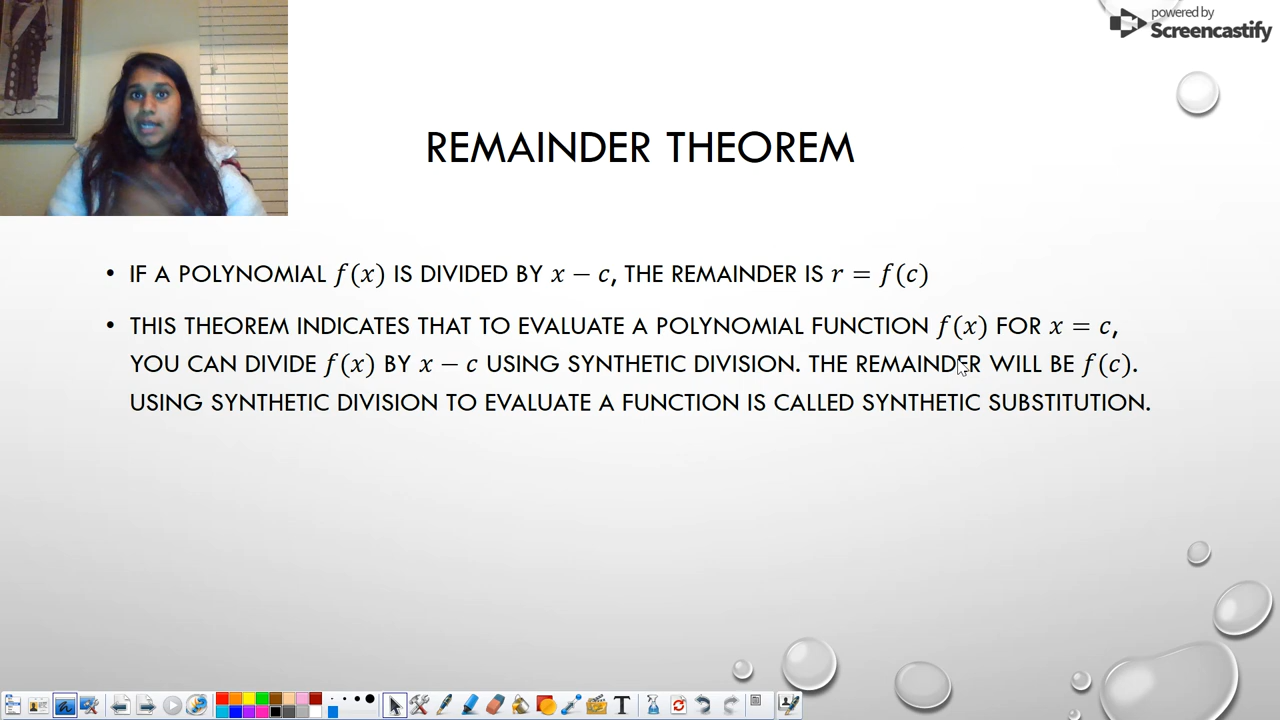 powered by
Screencastify
REMAINDER THEOREM
• IF A POLYNOMIAL f(x) IS DIVIDED BY x − c, THE REMAINDER IS r = f(c)
• THIS THEOREM INDICATES THAT TO EVALUATE A POLYNOMIAL FUNCTION f(x) FOR x = c,
YOU CAN DIVIDE f(x) BY x − c USING SYNTHETIC DIVISION. THE REMAINDER WILL BE f(c).
USING SYNTHETIC DIVISION TO EVALUATE A FUNCTION IS CALLED SYNTHETIC SUBSTITUTION.